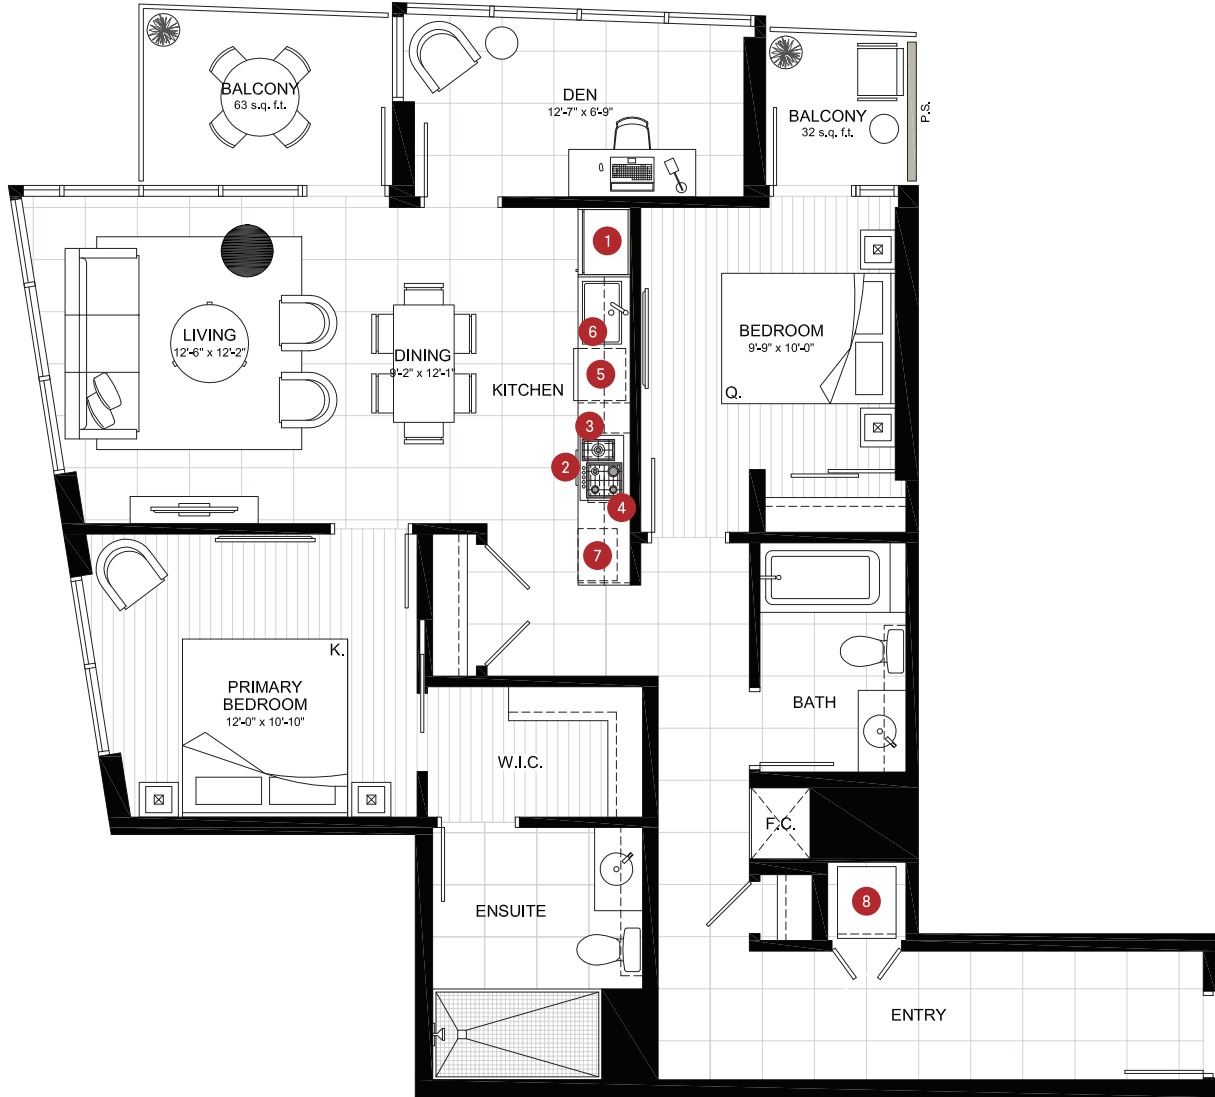 BALCONY
63 s.q. f.t.
DEN
12'-7" x 6'-9"
BALCONY
32 s.q. f.t.
P.S.
1
LIVING
12'-6" x 12'-2"
DINING
9'-2" x 12'-1"
KITCHEN
6
5
3
2
4
7
BEDROOM
9'-9" x 10'-0"
Q.
K.
PRIMARY
BEDROOM
12'-0" x 10'-10"
W.I.C.
BATH
F.C.
ENSUITE
8
ENTRY